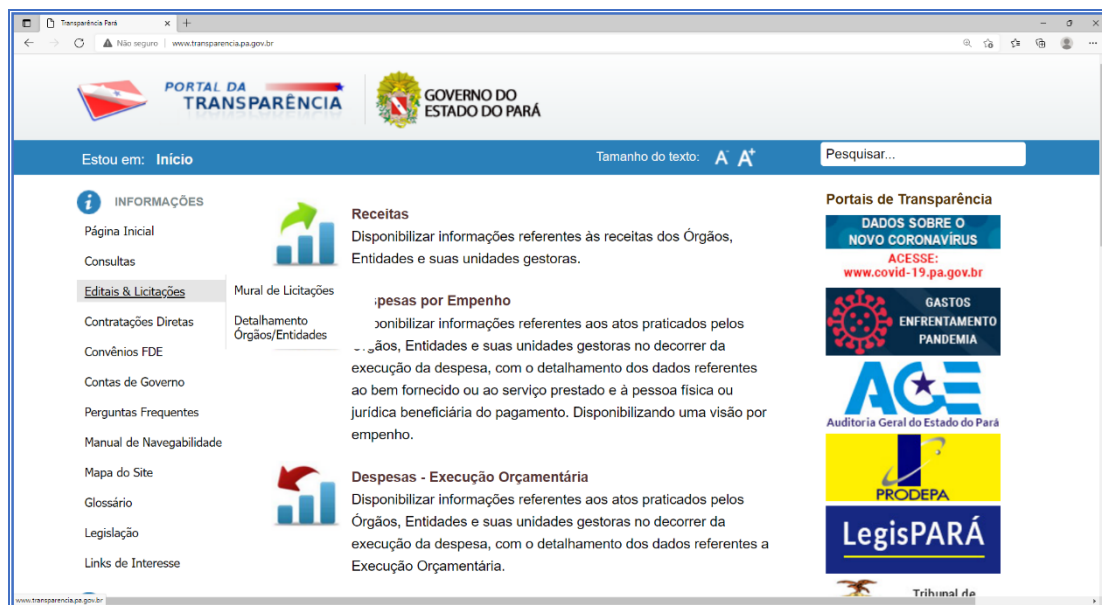 Transparência Pará
Não seguro | www.transparencia.pa.gov.br
PORTAL DA
TRANSPARÊNCIA
GOVERNO DO
ESTADO DO PARÁ
Estou em: Início
Tamanho do texto: A- A+
Pesquisar...
INFORMAÇÕES
Página Inicial
Consultas
Editais & Licitações
Contratações Diretas
Convênios FDE
Contas de Governo
Perguntas Frequentes
Manual de Navegabilidade
Mapa do Site
Glossário
Legislação
Links de Interesse
Mural de Licitações
Detalhamento
Órgãos/Entidades
Receitas
Disponibilizar informações referentes às receitas dos Órgãos,
Entidades e suas unidades gestoras.
spesas por Empenho
ponibilizar informações referentes aos atos praticados pelos
Órgãos, Entidades e suas unidades gestoras no decorrer da
execução da despesa, com o detalhamento dos dados referentes
ao bem fornecido ou ao serviço prestado e à pessoa física ou
jurídica beneficiária do pagamento. Disponibilizando uma visão por
empenho.
Despesas - Execução Orçamentária
Disponibilizar informações referentes aos atos praticados pelos
Órgãos, Entidades e suas unidades gestoras no decorrer da
execução da despesa, com o detalhamento dos dados referentes a
Execução Orçamentária.
Portais de Transparência
DADOS SOBRE O
NOVO CORONAVÍRUS
ACESSE:
www.covid-19.pa.gov.br
GASTOS
ENFRENTAMENTO
PANDEMIA
AGE
Auditoria Geral do Estado do Pará
PRODEPA
LegisPARÁ
Tribunal de
www.transparencia.pa.gov.br